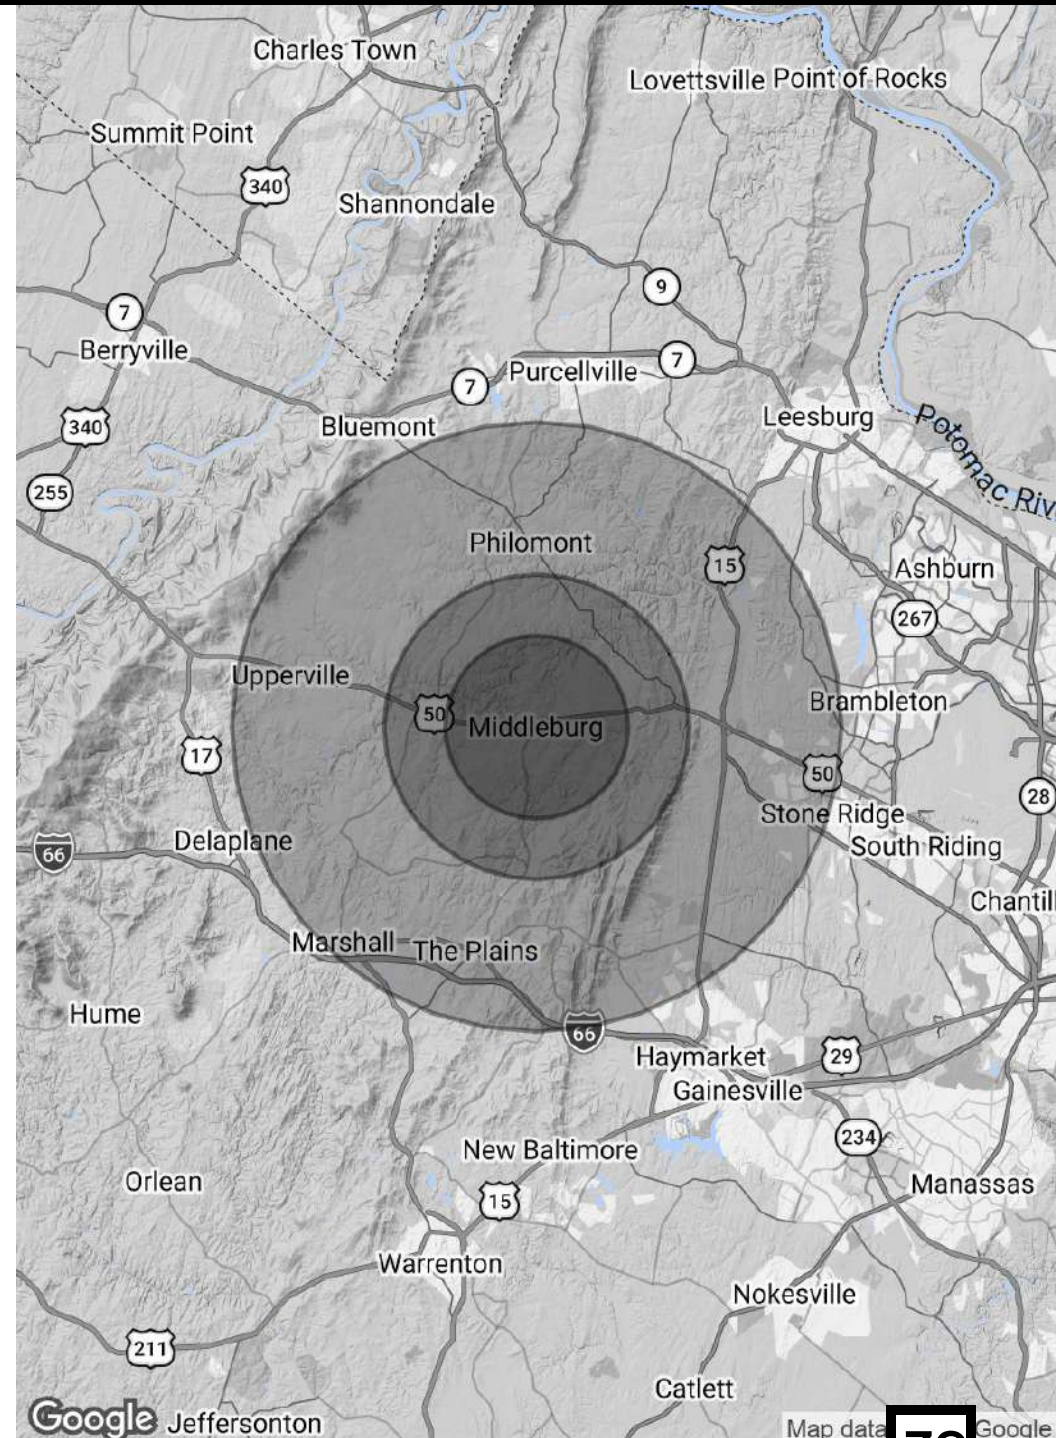 Charles Town
Lovettsville
Point of Rocks
Summit Point
340
Shannondale
9
7
Berryville
7
Purcellville
7
340
Bluemont
Leesburg
Potomac Riv
255
Philomont
15
Ashburn
267
Upperville
50
Middleburg
Brambleton
17
50
28
Stone Ridge
66
Delaplane
South Riding
Chantill
Marshall
The Plains
Hume
66
Haymarket
29
Gainesville
234
New Baltimore
Orlean
15
Manassas
Warrenton
Nokesville
211
Catlett
Google
Jeffersonton
Map data
Google